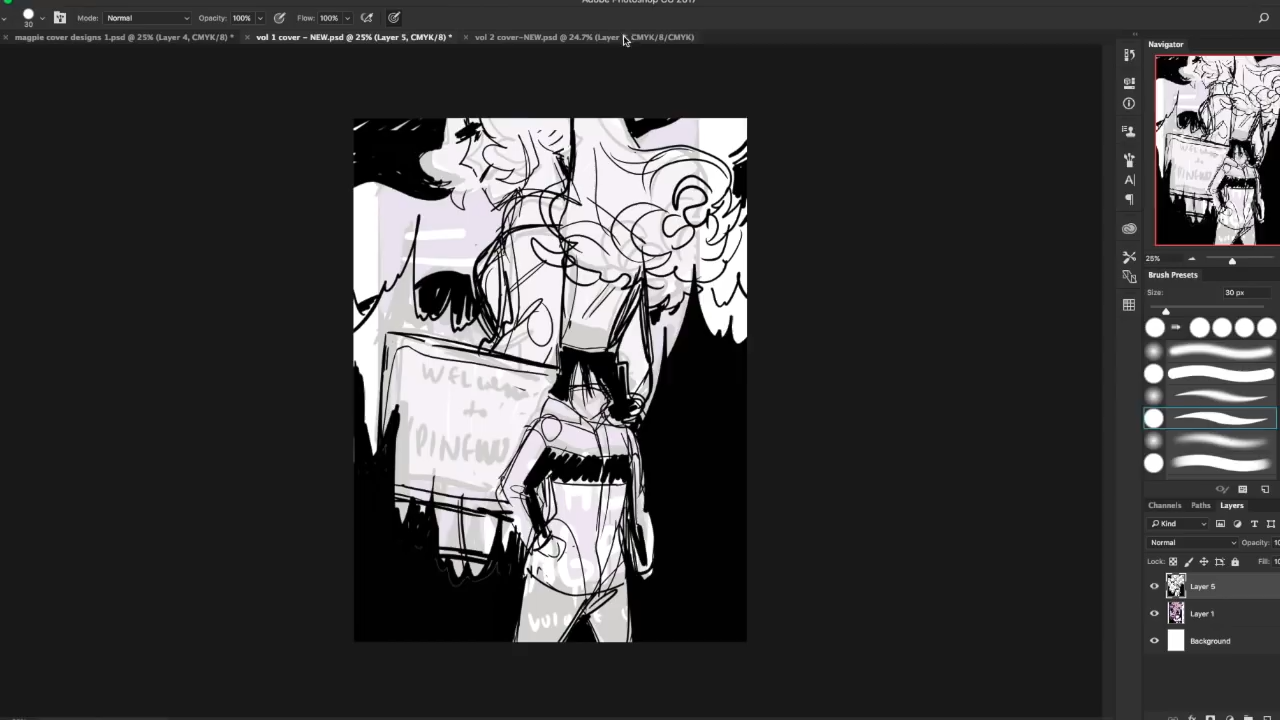 Adobe Photoshop CC 2017
30
Mode: Normal
Opacity: 100%
Flow: 100%
magpie cover designs 1.psd @ 25% (Layer 4, CMYK/8) *
vol 1 cover - NEW.psd @ 25% (Layer 5, CMYK/8) *
vol 2 cover-NEW.psd @ 24.7% (Layer CMYK/8/CMYK)
Navigator
25%
Brush Presets
Size: 30 px
Channels Paths Layers
Kind
Normal Opacity:
Lock: Fill:
Layer 5
Layer 1
Background
to